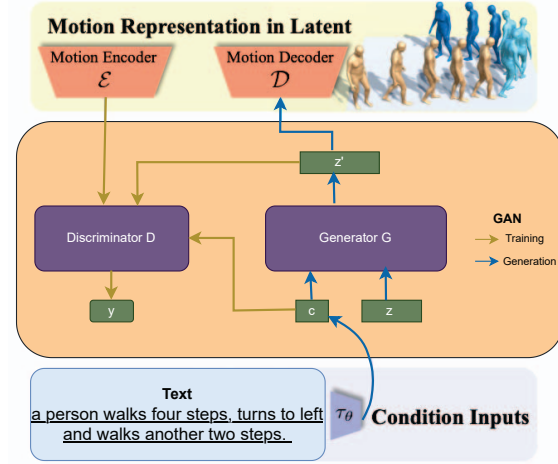 Motion Representation in Latent
Motion Encoder
Motion Decoder
ℰ
𝒟
z'
Discriminator D
Generator G
GAN
Training
Generation
y
c
z
Text
a person walks four steps, turns to left
and walks another two steps.
τθ
Condition Inputs